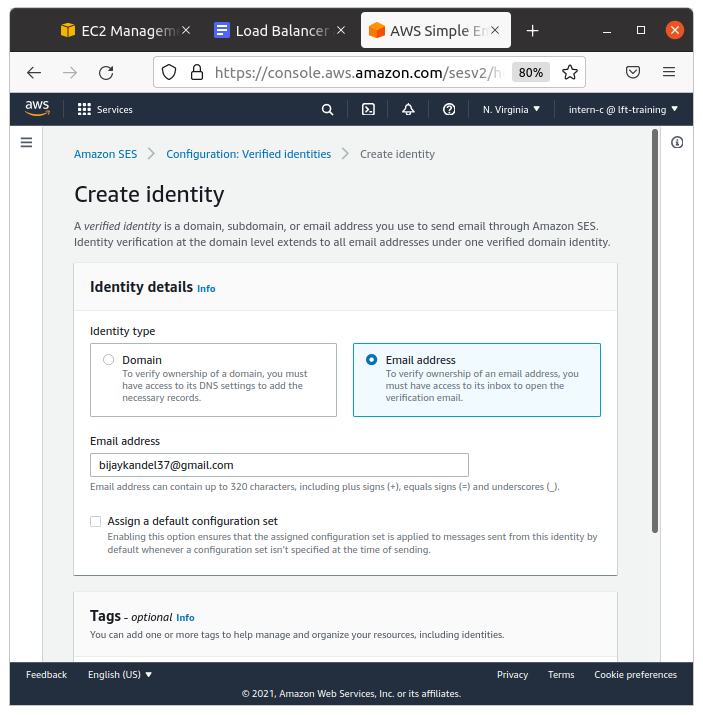 EC2 Managem
Load Balancer
AWS Simple Em
https://console.aws.amazon.com/sesv2/h
80%
aws
Services
N. Virginia
intern-c @ lft-training
Amazon SES
Configuration: Verified identities
Create identity
Create identity
A verified identity is a domain, subdomain, or email address you use to send email through Amazon SES.
Identity verification at the domain level extends to all email addresses under one verified domain identity.
Identity details Info
Identity type
Domain
To verify ownership of a domain, you must
have access to its DNS settings to add the
necessary records.
Email address
To verify ownership of an email address, you
must have access to its inbox to open the
verification email.
Email address
bijaykandel37@gmail.com
Email address can contain up to 320 characters, including plus signs (+), equals signs (=) and underscores (_).
Assign a default configuration set
Enabling this option ensures that the assigned configuration set is applied to messages sent from this identity by
default whenever a configuration set isn't specified at the time of sending.
Tags - optional Info
You can add one or more tags to help manage and organize your resources, including identities.
Feedback
English (US)
Privacy
Terms
Cookie preferences
© 2021, Amazon Web Services, Inc. or its affiliates.